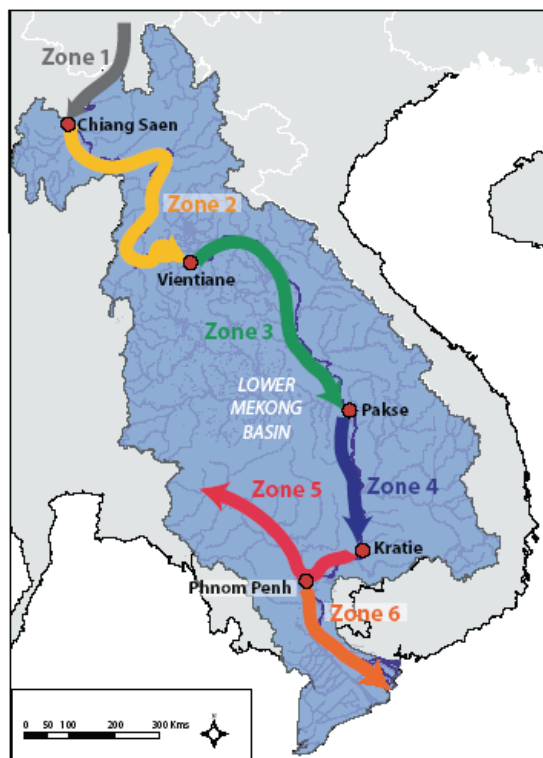 Zone 1
Chiang Saen
Zone 2
Vientiane
Zone 3
LOWER
MEKONG
BASIN
Pakse
Zone 5
Zone 4
Kratie
Phnom Penh
Zone 6
0 50 100 200 300 Kms